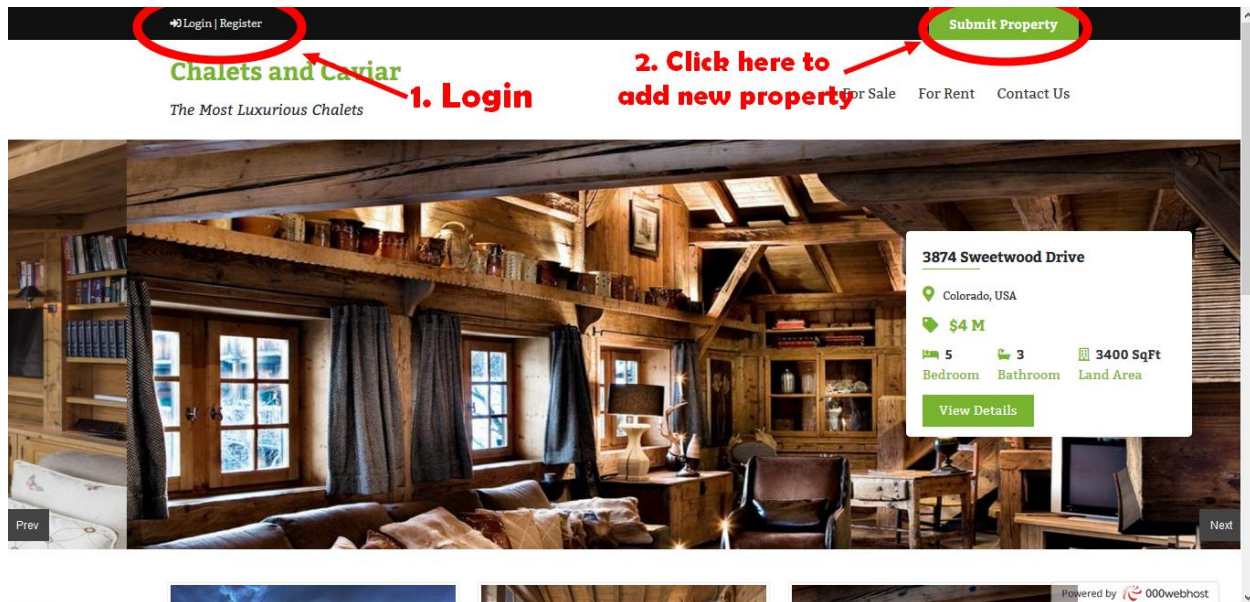 Login | Register
Submit Property
Chalets and Caviar
The Most Luxurious Chalets
1. Login
2. Click here to
add new property
For Sale For Rent Contact Us
3874 Sweetwood Drive
Colorado, USA
$4 M
5 3 3400 SqFt
Bedroom Bathroom Land Area
View Details
Prev
Next
Powered by 000webhost